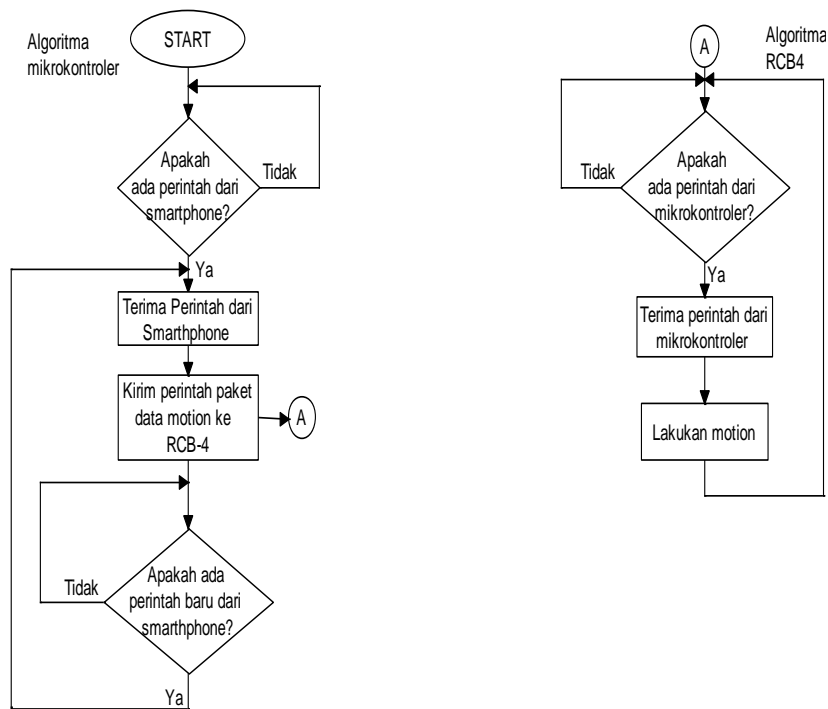 Algoritma
mikrokontroler
START
Apakah
ada perintah dari
smartphone?
Tidak
Ya
Terima Perintah dari
Smarthphone
Kirim perintah paket
data motion ke
RCB-4
A
Apakah ada
perintah baru dari
smarthphone?
Tidak
Ya
A
Algoritma
RCB4
Apakah
ada perintah dari
mikrokontroler?
Tidak
Ya
Terima perintah dari
mikrokontroler
Lakukan motion